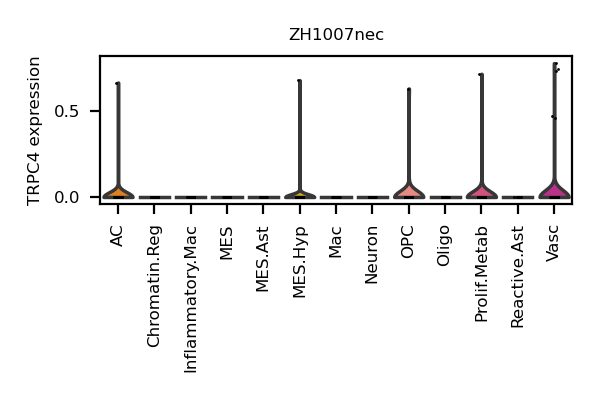 ZH1007nec
TRPC4 expression
0.5
0.0
AC
Chromatin.Reg
Inflammatory.Mac
MES
MES.Ast
MES.Hyp
Mac
Neuron
OPC
Oligo
Prolif.Metab
Reactive.Ast
Vasc